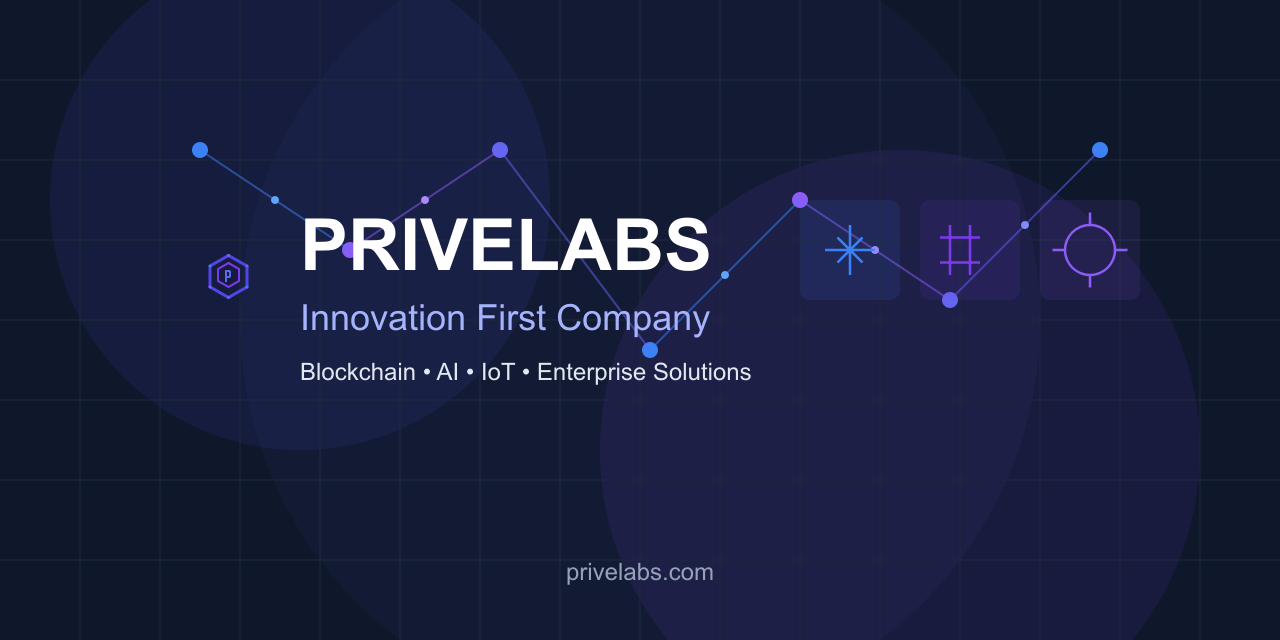 P
PRIVELABS
Innovation First Company
Blockchain • AI • IoT • Enterprise Solutions
privelabs.com